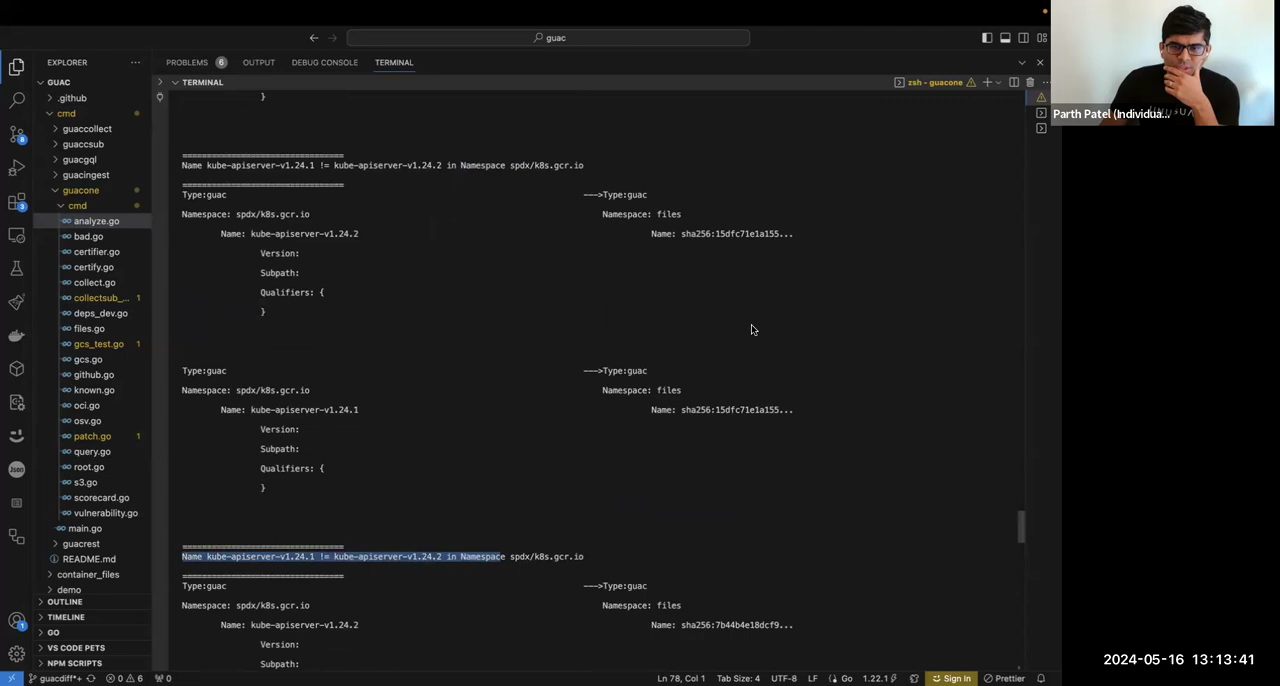 guac
EXPLORER
GUAC
.github
cmd
guaccollect
guaccsub
guacgql
guacingest
guacone
cmd
analyze.go
bad.go
certifier.go
certify.go
collect.go
collectsub_... 1
deps_dev.go
files.go
gcs_test.go 1
gcs.go
github.go
known.go
oci.go
osv.go
patch.go 1
query.go
root.go
s3.go
scorecard.go
vulnerability.go
main.go
guacrest
README.md
container_files
demo
OUTLINE
TIMELINE
GO
VS CODE PETS
NPM SCRIPTS
8
3
Json
1
PROBLEMS 6 OUTPUT DEBUG CONSOLE TERMINAL
TERMINAL
zsh - guacone
}
=================================
Name kube-apiserver-v1.24.1 != kube-apiserver-v1.24.2 in Namespace spdx/k8s.gcr.io
=================================
Type:guac --->Type:guac
Namespace: spdx/k8s.gcr.io Namespace: files
Name: kube-apiserver-v1.24.2 Name: sha256:15dfc71e1a155...
Version:
Subpath:
Qualifiers: {
}
Type:guac --->Type:guac
Namespace: spdx/k8s.gcr.io Namespace: files
Name: kube-apiserver-v1.24.1 Name: sha256:15dfc71e1a155...
Version:
Subpath:
Qualifiers: {
}
=================================
Name kube-apiserver-v1.24.1 != kube-apiserver-v1.24.2 in Namespace spdx/k8s.gcr.io
=================================
Type:guac --->Type:guac
Namespace: spdx/k8s.gcr.io Namespace: files
Name: kube-apiserver-v1.24.2 Name: sha256:7b44b4e18dcf9...
Version:
Subpath:
guacdiff*+ 0 6 0 Ln 78, Col 1 Tab Size: 4 UTF-8 LF Go 1.22.1 Sign In Prettier
Parth Patel (Individua...
2024-05-16 13:13:41